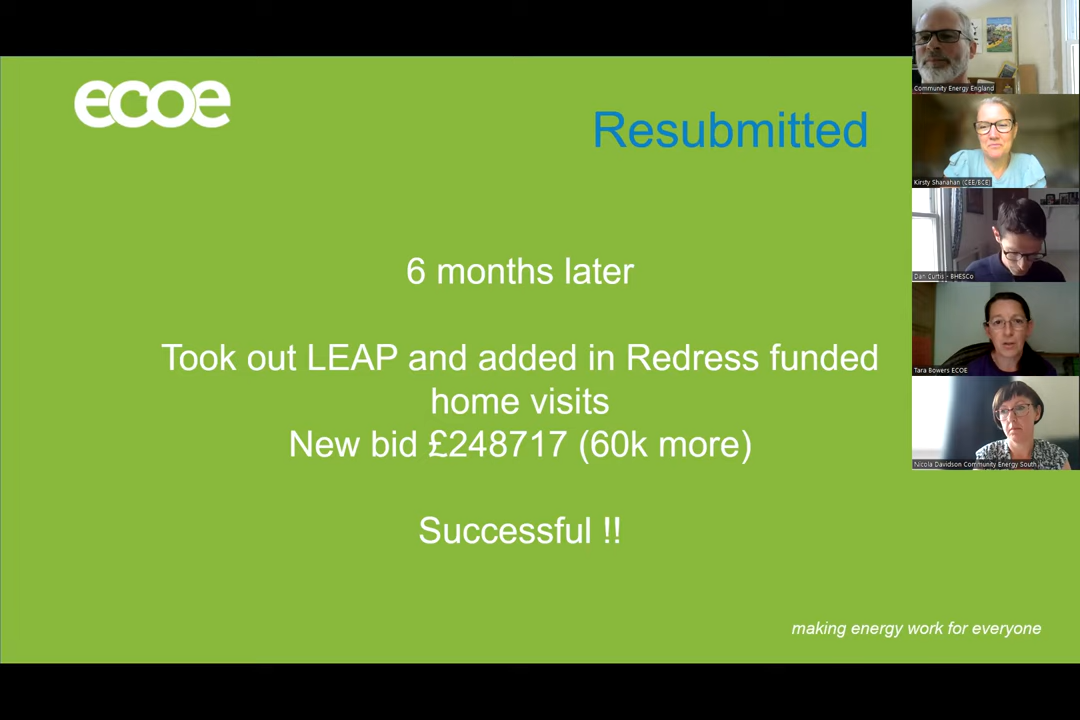 ecoe
Resubmitted
6 months later
Took out LEAP and added in Redress funded
home visits
New bid £248717 (60k more)
Successful !!
making energy work for everyone
Community Energy England
Kirsty Shanahan (CEE/BCE)
Dan Curtis - BHESCo
Tara Bowers ECOE
Nicola Davidson Community Energy South